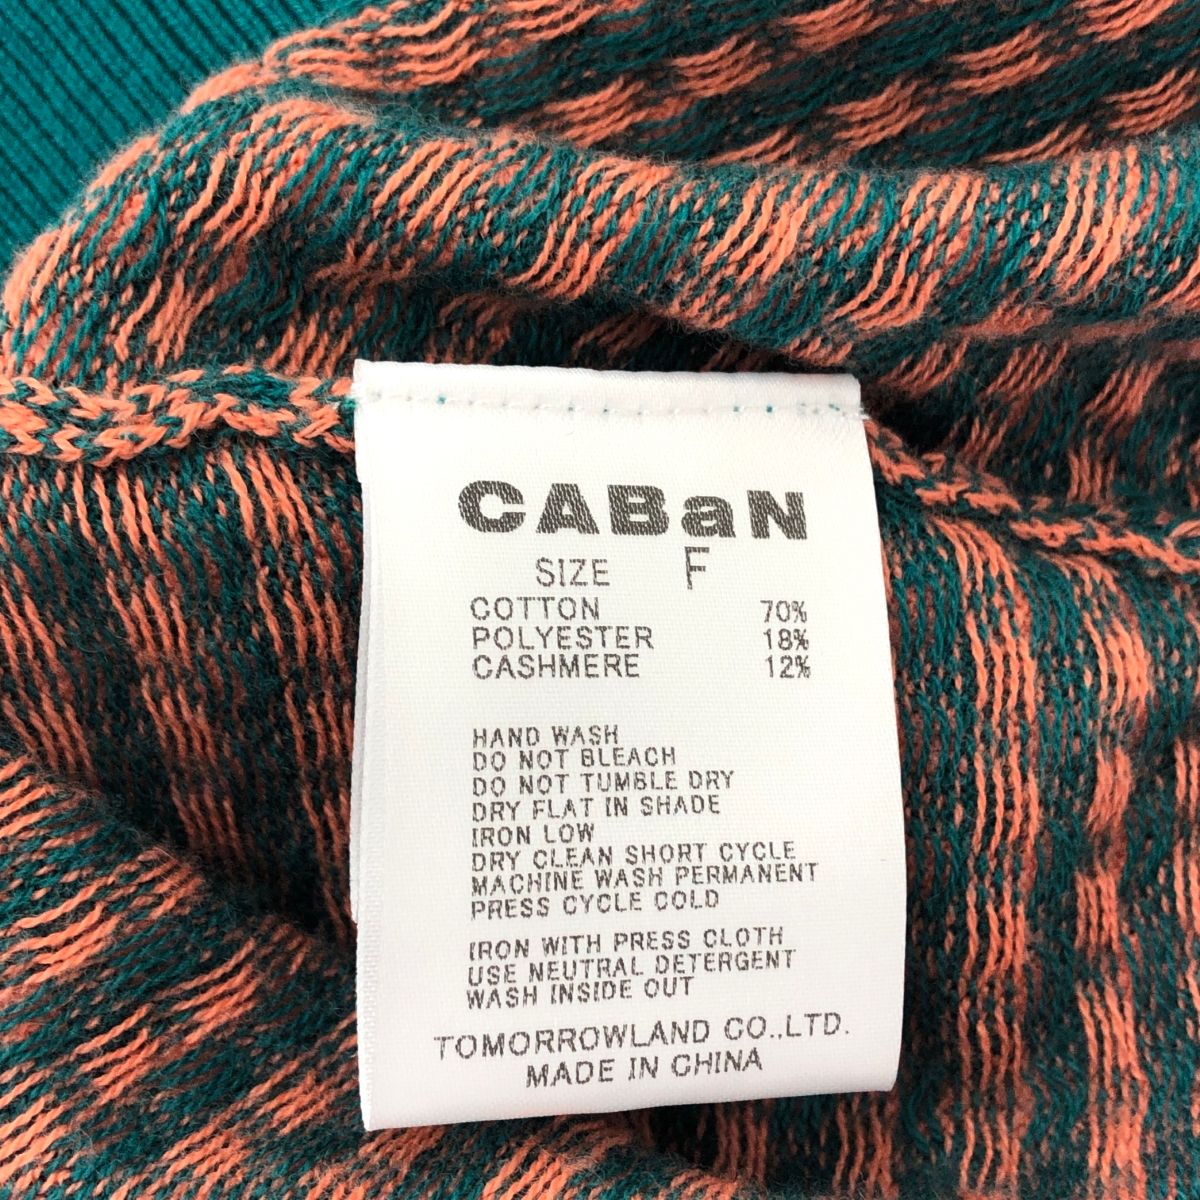 CABaN
SIZE F
COTTON 70%
POLYESTER 18%
CASHMERE 12%
HAND WASH
DO NOT BLEACH
DO NOT TUMBLE DRY
DRY FLAT IN SHADE
IRON LOW
DRY CLEAN SHORT CYCLE
MACHINE WASH PERMANENT
PRESS CYCLE COLD
IRON WITH PRESS CLOTH
USE NEUTRAL DETERGENT
WASH INSIDE OUT
TOMORROWLAND CO.,LTD.
MADE IN CHINA